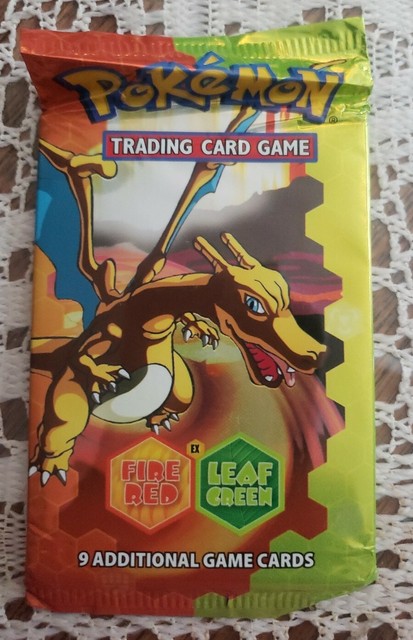 POKéMON
®
TRADING CARD GAME
EX
FIRE LEAF
RED GREEN
9 ADDITIONAL GAME CARDS